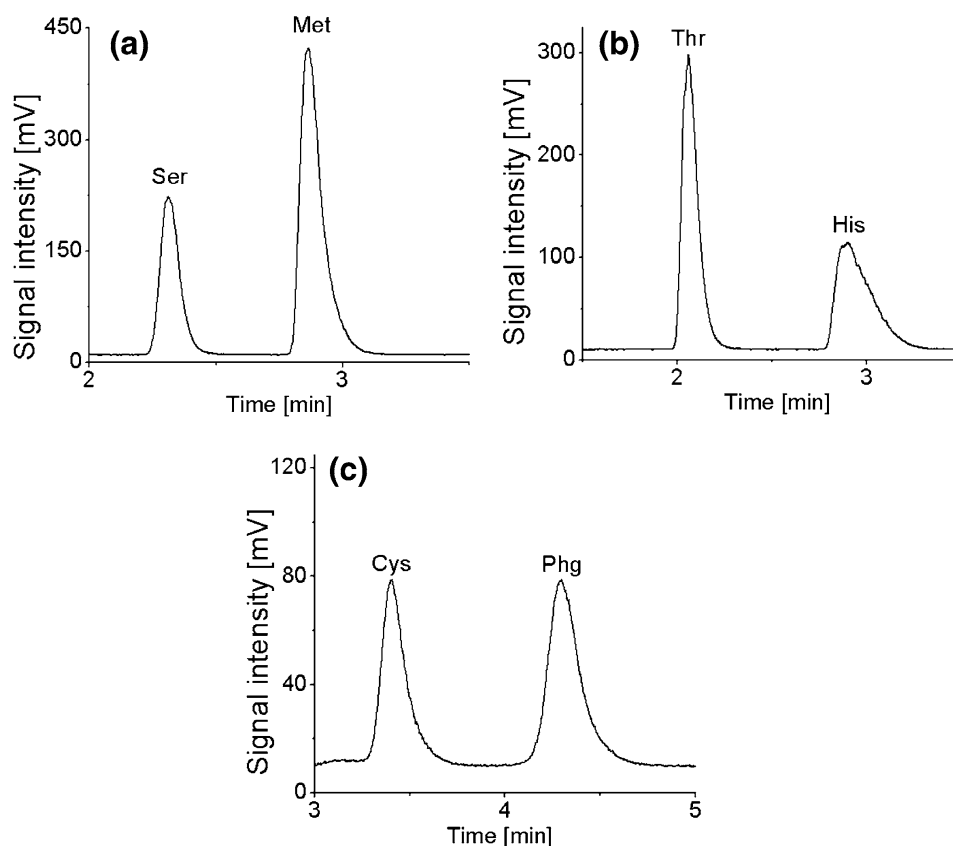 (a)
Signal intensity [mV]
450
300
150
0
Ser
Met
2
3
Time [min]
(b)
Signal intensity [mV]
300
200
100
0
Thr
His
2
3
Time [min]
(c)
Signal intensity [mV]
120
80
40
0
Cys
Phg
3
4
5
Time [min]